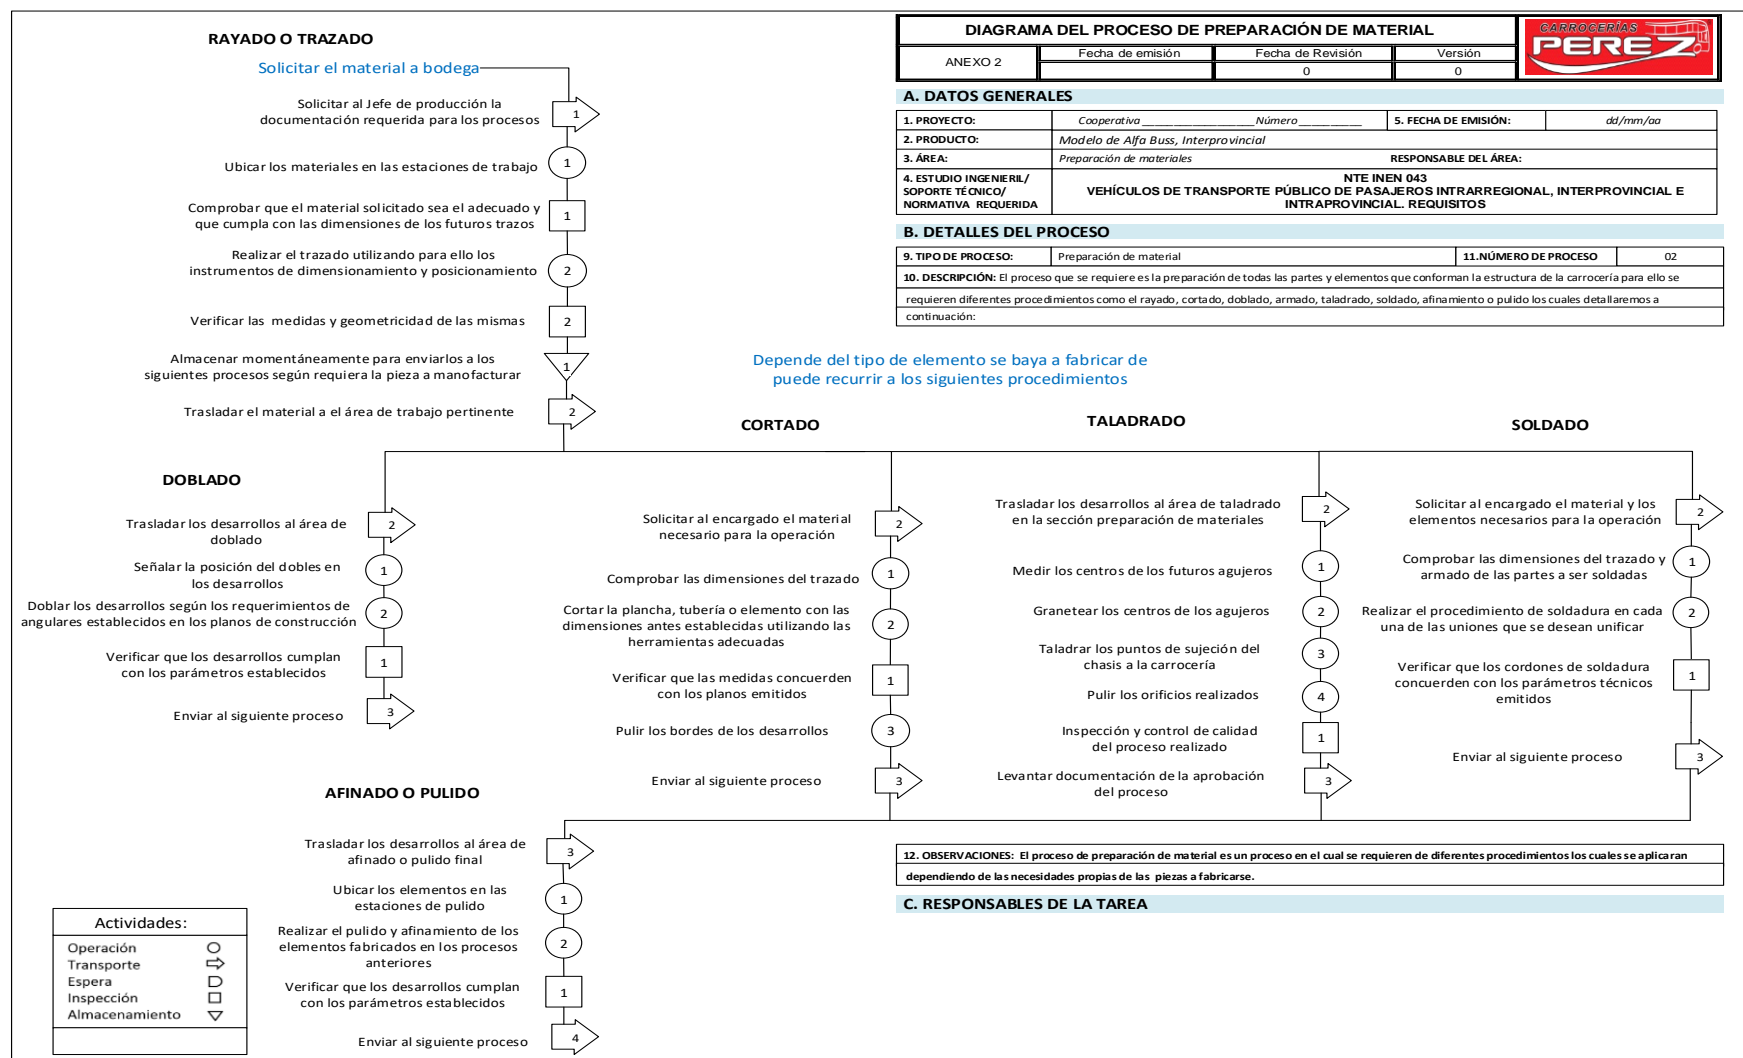 RAYADO O TRAZADO
Solicitar el material a bodega
Solicitar al Jefe de producción la
documentación requerida para los procesos
1
Ubicar los materiales en las estaciones de trabajo
1
Comprobar que el material solicitado sea el adecuado y
que cumpla con las dimensiones de los futuros trazos
1
Realizar el trazado utilizando para ello los
instrumentos de dimensionamiento y posicionamiento
2
Verificar las medidas y geometricidad de las mismas
2
Almacenar momentáneamente para enviarlos a los
siguientes procesos según requiera la pieza a manofacturar
1
Trasladar el material a el área de trabajo pertinente
2
DIAGRAMA DEL PROCESO DE PREPARACIÓN DE MATERIAL
ANEXO 2
Fecha de emisión
Fecha de Revisión
Versión
0
0
CARROCERÍAS
PEREZ
A. DATOS GENERALES
1. PROYECTO:
Cooperativa __________________Número __________
5. FECHA DE EMISIÓN:
dd/mm/aa
2. PRODUCTO:
Modelo de Alfa Buss, Interprovincial
3. ÁREA:
Preparación de materiales
RESPONSABLE DEL ÁREA:
4. ESTUDIO INGENIERIL/
SOPORTE TÉCNICO/
NORMATIVA REQUERIDA
NTE INEN 043
VEHÍCULOS DE TRANSPORTE PÚBLICO DE PASAJEROS INTRARREGIONAL, INTERPROVINCIAL E
INTRAPROVINCIAL. REQUISITOS
B. DETALLES DEL PROCESO
9. TIPO DE PROCESO:
Preparación de material
11.NÚMERO DE PROCESO
02
10. DESCRIPCIÓN: El proceso que se requiere es la preparación de todas las partes y elementos que conforman la estructura de la carrocería para ello se
requieren diferentes procedimientos como el rayado, cortado, doblado, armado, taladrado, soldado, afinamiento o pulido los cuales detallaremos a
continuación:
Depende del tipo de elemento se baya a fabricar de
puede recurrir a los siguientes procedimientos
DOBLADO
Trasladar los desarrollos al área de
doblado
2
Señalar la posición del dobles en
los desarrollos
1
Doblar los desarrollos según los requerimientos de
angulares establecidos en los planos de construcción
2
Verificar que los desarrollos cumplan
con los parámetros establecidos
1
Enviar al siguiente proceso
3
CORTADO
Solicitar al encargado el material
necesario para la operación
2
Comprobar las dimensiones del trazado
1
Cortar la plancha, tubería o elemento con las
dimensiones antes establecidas utilizando las
herramientas adecuadas
2
Verificar que las medidas concuerden
con los planos emitidos
1
Pulir los bordes de los desarrollos
3
Enviar al siguiente proceso
3
TALADRADO
Trasladar los desarrollos al área de taladrado
en la sección preparación de materiales
2
Medir los centros de los futuros agujeros
1
Granetear los centros de los agujeros
2
Taladrar los puntos de sujeción del
chasis a la carrocería
3
Pulir los orificios realizados
4
Inspección y control de calidad
del proceso realizado
1
Levantar documentación de la aprobación
del proceso
3
SOLDADO
Solicitar al encargado el material y los
elementos necesarios para la operación
2
Comprobar las dimensiones del trazado y
armado de las partes a ser soldadas
1
Realizar el procedimiento de soldadura en cada
una de las uniones que se desean unificar
2
Verificar que los cordones de soldadura
concuerden con los parámetros técnicos
emitidos
1
Enviar al siguiente proceso
3
AFINADO O PULIDO
Trasladar los desarrollos al área de
afinado o pulido final
3
Ubicar los elementos en las
estaciones de pulido
1
Realizar el pulido y afinamiento de los
elementos fabricados en los procesos
anteriores
2
Verificar que los desarrollos cumplan
con los parámetros establecidos
1
Enviar al siguiente proceso
4
12. OBSERVACIONES: El proceso de preparación de material es un proceso en el cual se requieren de diferentes procedimientos los cuales se aplicaran
dependiendo de las necesidades propias de las piezas a fabricarse.
C. RESPONSABLES DE LA TAREA
Actividades:
Operación
Transporte
Espera
Inspección
Almacenamiento